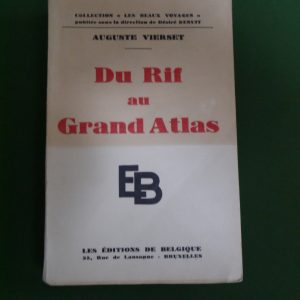 COLLECTION « LES BEAUX VOYAGES »
publiée sous la direction de Désiré DENUIT
AUGUSTE VIERSET
Du Rif
au
Grand Atlas
EB
LES ÉDITIONS DE BELGIQUE
Rue de Lausanne - BRUXELLES